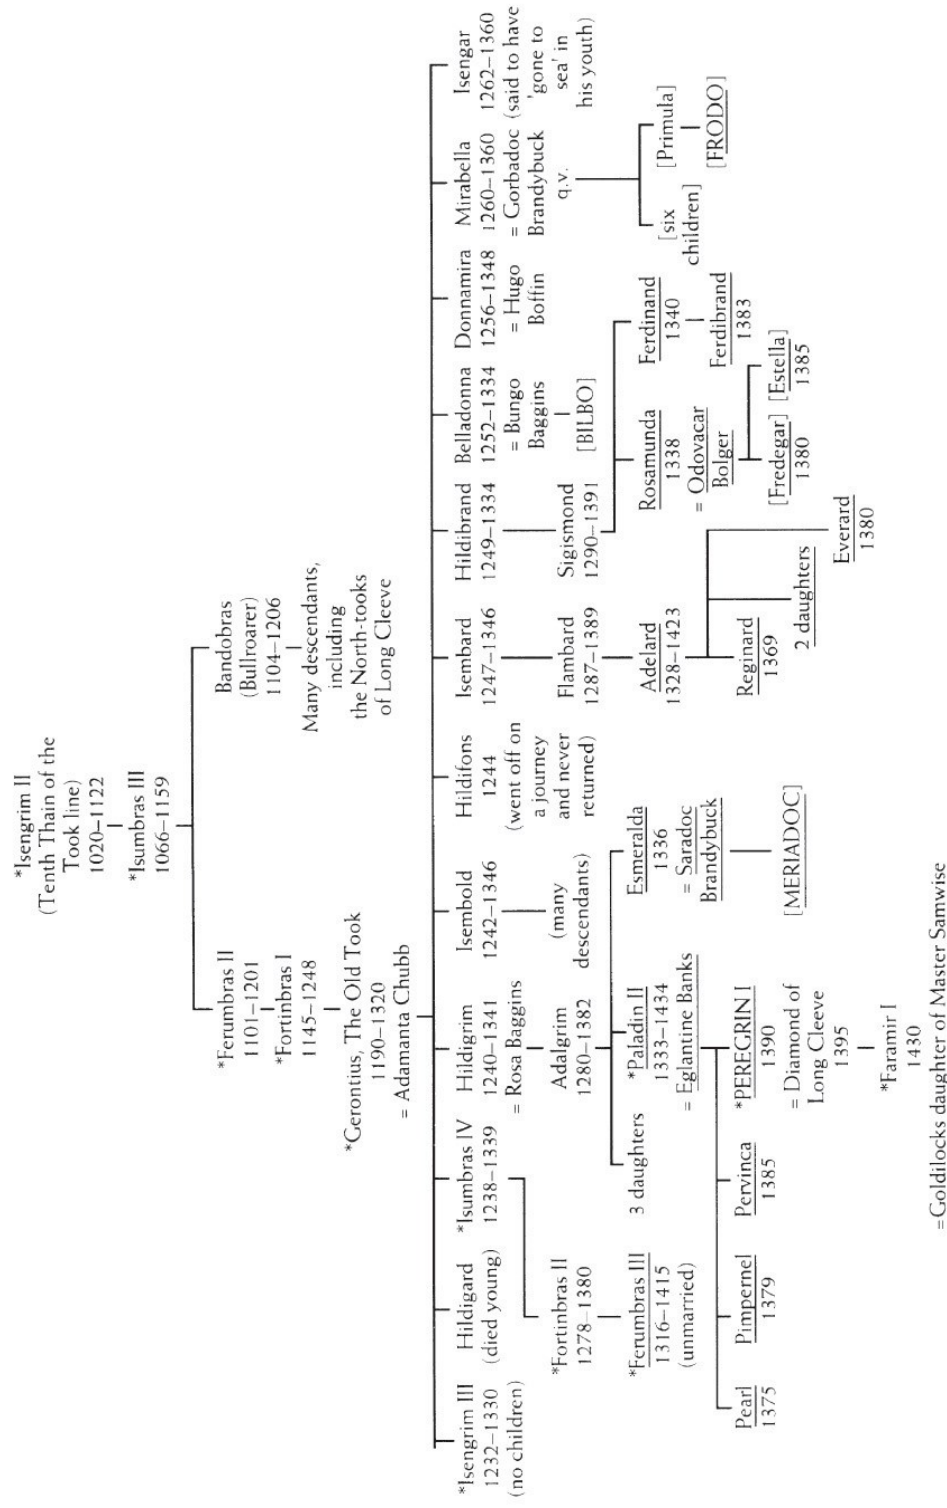 *Isengrim II
(Tenth Thain of the
Took line)
1020–1122
*Isumbras III
1066–1159
*Ferumbras II
1101–1201
*Fortinbras I
1145–1248
*Gerontius, The Old Took
1190–1320
= Adamanta Chubb
Bandobras
(Bullroarer)
1104–1206
Many descendants,
including
the North-tooks
of Long Cleeve
*Isengrim III
1232–1330
(no children)
Hildigard
(died young)
*Isumbras IV
1238–1339
Hildigrim
1240–1341
= Rosa Baggins
Isembold
1242–1346
(many
descendants)
Hildifons
1244
(went off on
a journey
and never
returned)
Isembard
1247–1346
Hildibrand
1249–1334
Belladonna
1252–1334
= Bungo
Baggins
[BILBO]
Donnamira
1256–1348
= Hugo
Boffin
Mirabella
1260–1360
= Gorbadoc
Brandybuck
q.v.
Isengar
1262–1360
(said to have
'gone to
sea' in
his youth)
*Fortinbras II
1278–1380
*Ferumbras III
1316–1415
(unmarried)
Adalgrim
1280–1382
3 daughters
*Paladin II
1333–1434
= Eglantine Banks
Esmeralda
1336
= Saradoc
Brandybuck
[MERIADOC]
Flambard
1287–1389
Adelard
1328–1423
Reginard
1369
2 daughters
Everard
1380
Sigismond
1290–1391
Rosamunda
1338
= Odovacar
Bolger
[Fredegar]
1380
[Estella]
1385
Ferdinand
1340
Ferdibrand
1383
[six
children]
[Primula]
[FRODO]
Pearl
1375
Pimpernel
1379
Pervinca
1385
*PEREGRIN I
1390
= Diamond of
Long Cleeve
1395
*Faramir I
1430
=Goldilocks daughter of Master Samwise